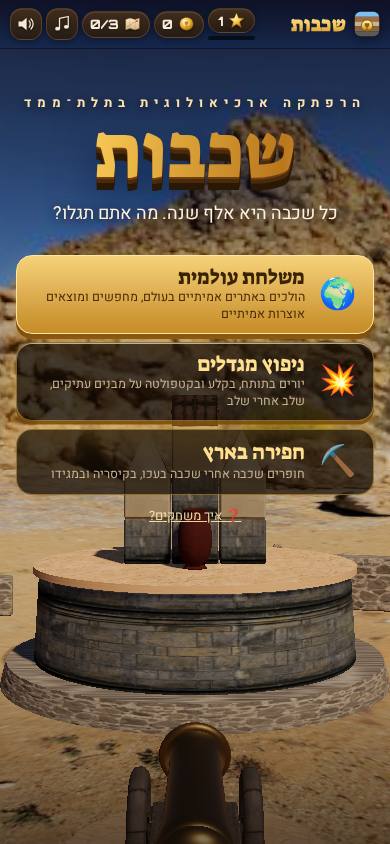 שכבות
1
0
0/3
הרפתקה ארכיאולוגית בתלת־ממד
שכבות
כל שכבה היא אלף שנה. מה אתם תגלו?
משלחת עולמית
הולכים באתרים אמיתיים בעולם, מחפשים ומוצאים
אוצרות אמיתיים
ניפוץ מגדלים
יורים בתותח, בקלע ובקטפולטה על מבנים עתיקים,
שלב אחרי שלב
חפירה בארץ
חופרים שכבה אחרי שכבה בעכו, בקיסריה ובמגידו
❓ איך משחקים?